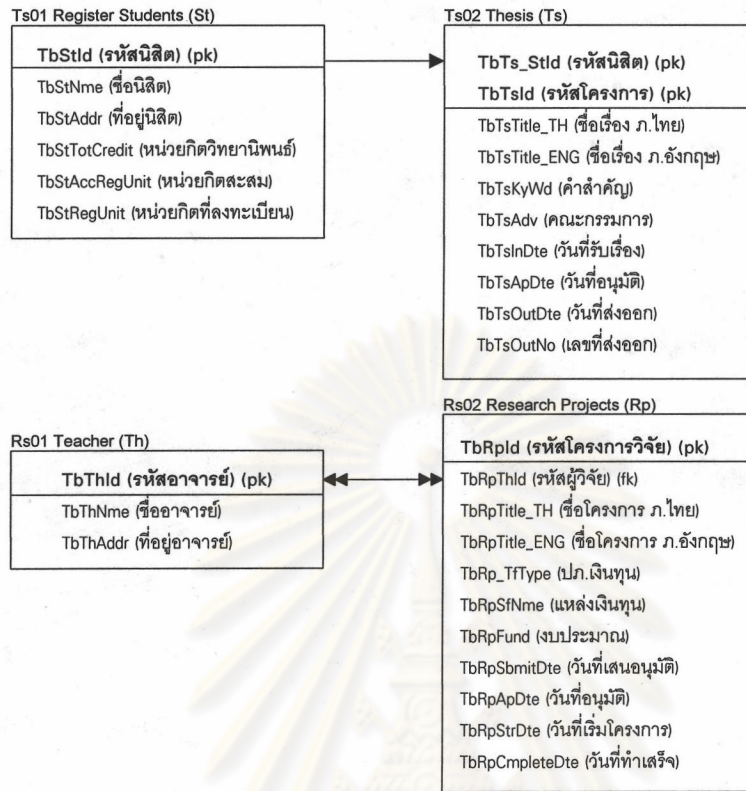 Ts01 Register Students (St)
TbStId (รหัสนิสิต) (pk)
TbStNme (ชื่อนิสิต)
TbStAddr (ที่อยู่นิสิต)
TbStTotCredit (หน่วยกิตวิทยานิพนธ์)
TbStAccRegUnit (หน่วยกิตสะสม)
TbStRegUnit (หน่วยกิตที่ลงทะเบียน)
Ts02 Thesis (Ts)
TbTs_StId (รหัสนิสิต) (pk)
TbTsId (รหัสโครงการ) (pk)
TbTsTitle_TH (ชื่อเรื่อง ภ.ไทย)
TbTsTitle_ENG (ชื่อเรื่อง ภ.อังกฤษ)
TbTsKyWd (คำสำคัญ)
TbTsAdv (คณะกรรมการ)
TbTsInDte (วันที่รับเรื่อง)
TbTsApDte (วันที่อนุมัติ)
TbTsOutDte (วันที่ส่งออก)
TbTsOutNo (เลขที่ส่งออก)
Rs01 Teacher (Th)
TbThId (รหัสอาจารย์) (pk)
TbThNme (ชื่ออาจารย์)
TbThAddr (ที่อยู่อาจารย์)
Rs02 Research Projects (Rp)
TbRpId (รหัสโครงการวิจัย) (pk)
TbRpThId (รหัสผู้วิจัย) (fk)
TbRpTitle_TH (ชื่อโครงการ ภ.ไทย)
TbRpTitle_ENG (ชื่อโครงการ ภ.อังกฤษ)
TbRp_TfType (ปภ.เงินทุน)
TbRpSfNme (แหล่งเงินทุน)
TbRpFund (งบประมาณ)
TbRpSbmitDte (วันที่เสนอนุมัติ)
TbRpApDte (วันที่อนุมัติ)
TbRpStrDte (วันที่เริ่มโครงการ)
TbRpCmpleteDte (วันที่ทำเสร็จ)